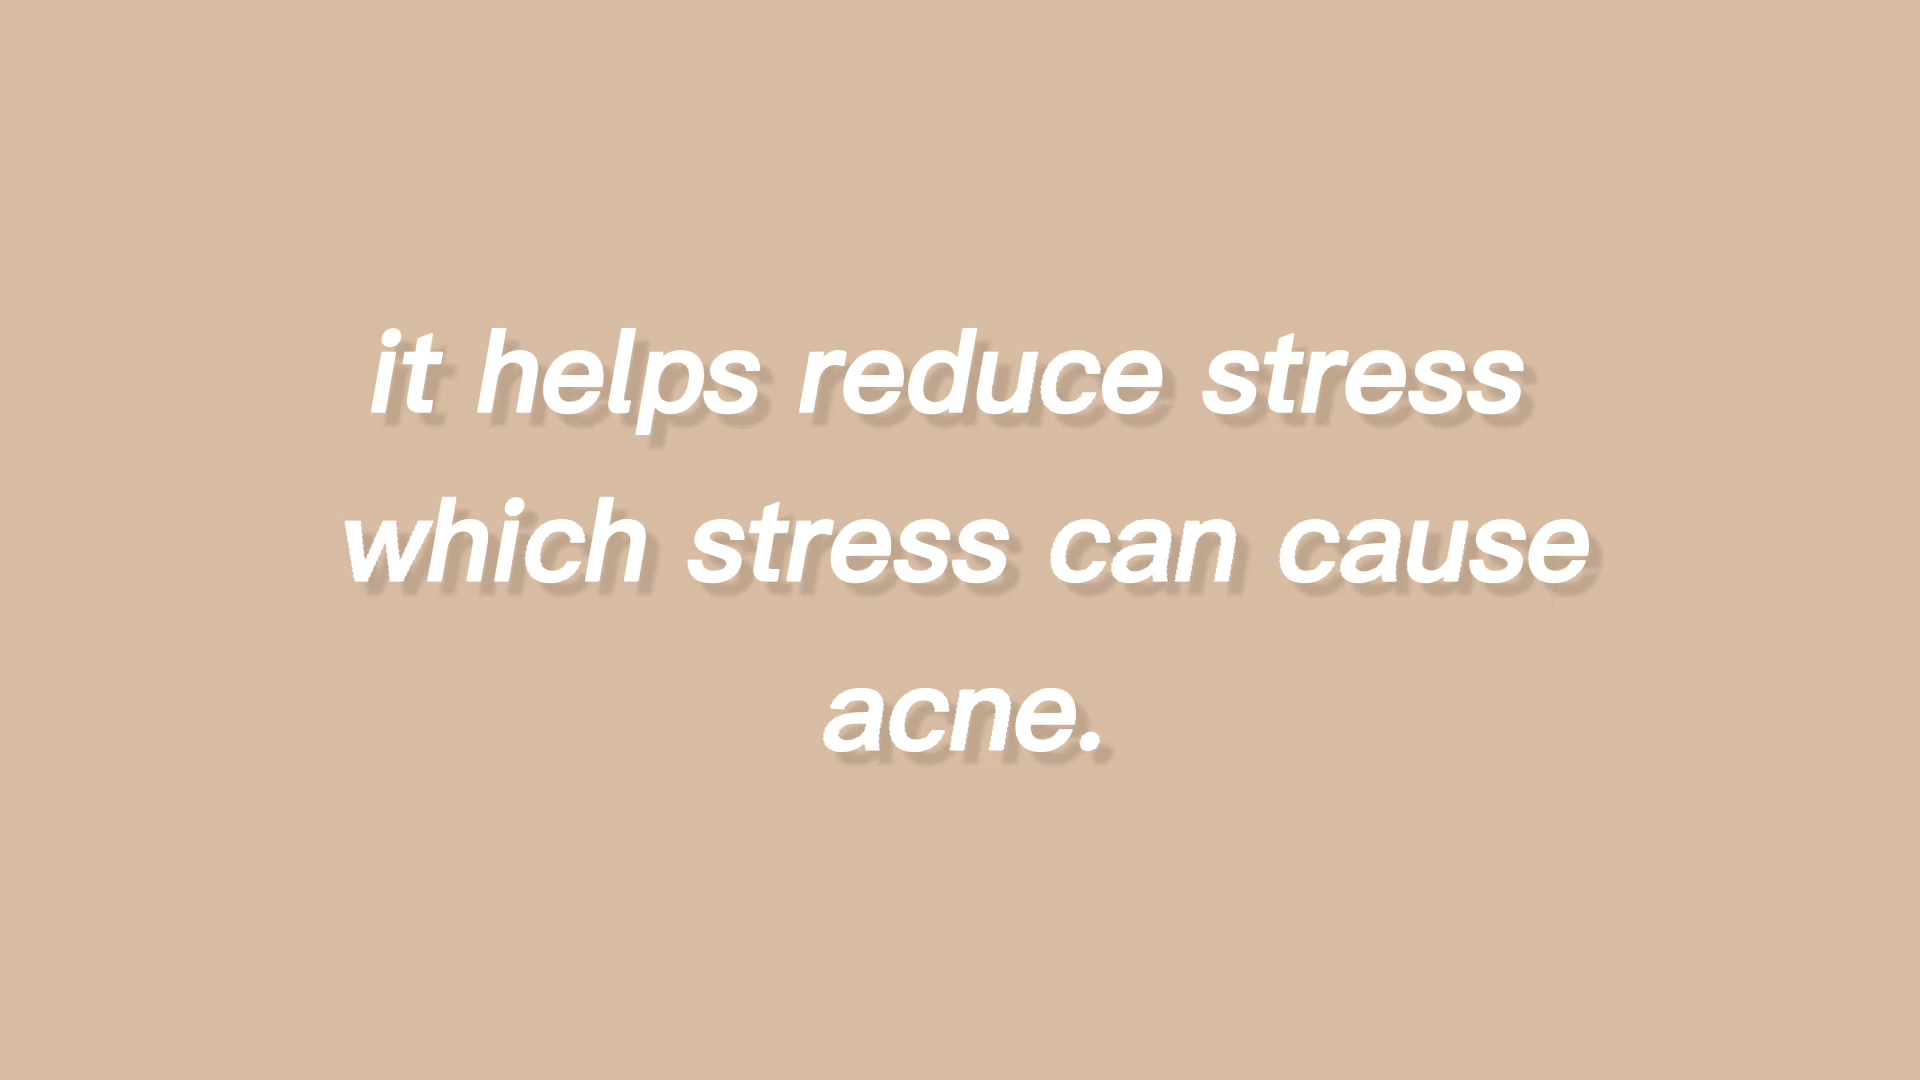 it helps reduce stress
which stress can cause
acne.